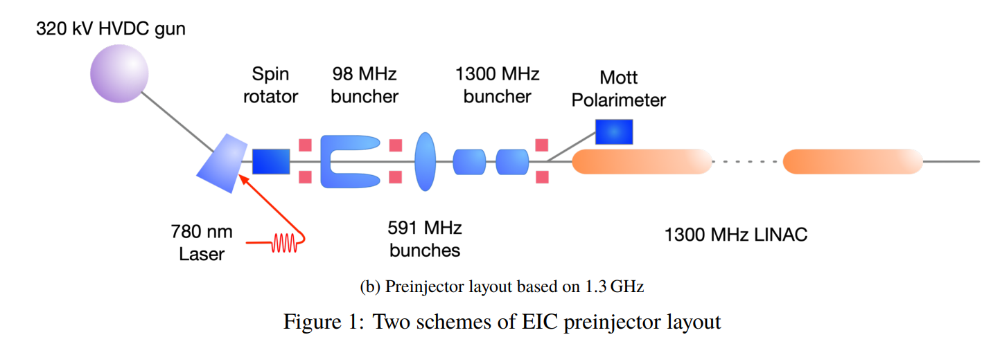 320 kV HVDC gun
Spin
rotator
98 MHz
buncher
1300 MHz
buncher
Mott
Polarimeter
780 nm
Laser
591 MHz
bunches
1300 MHz LINAC
(b) Preinjector layout based on 1.3 GHz
Figure 1: Two schemes of EIC preinjector layout